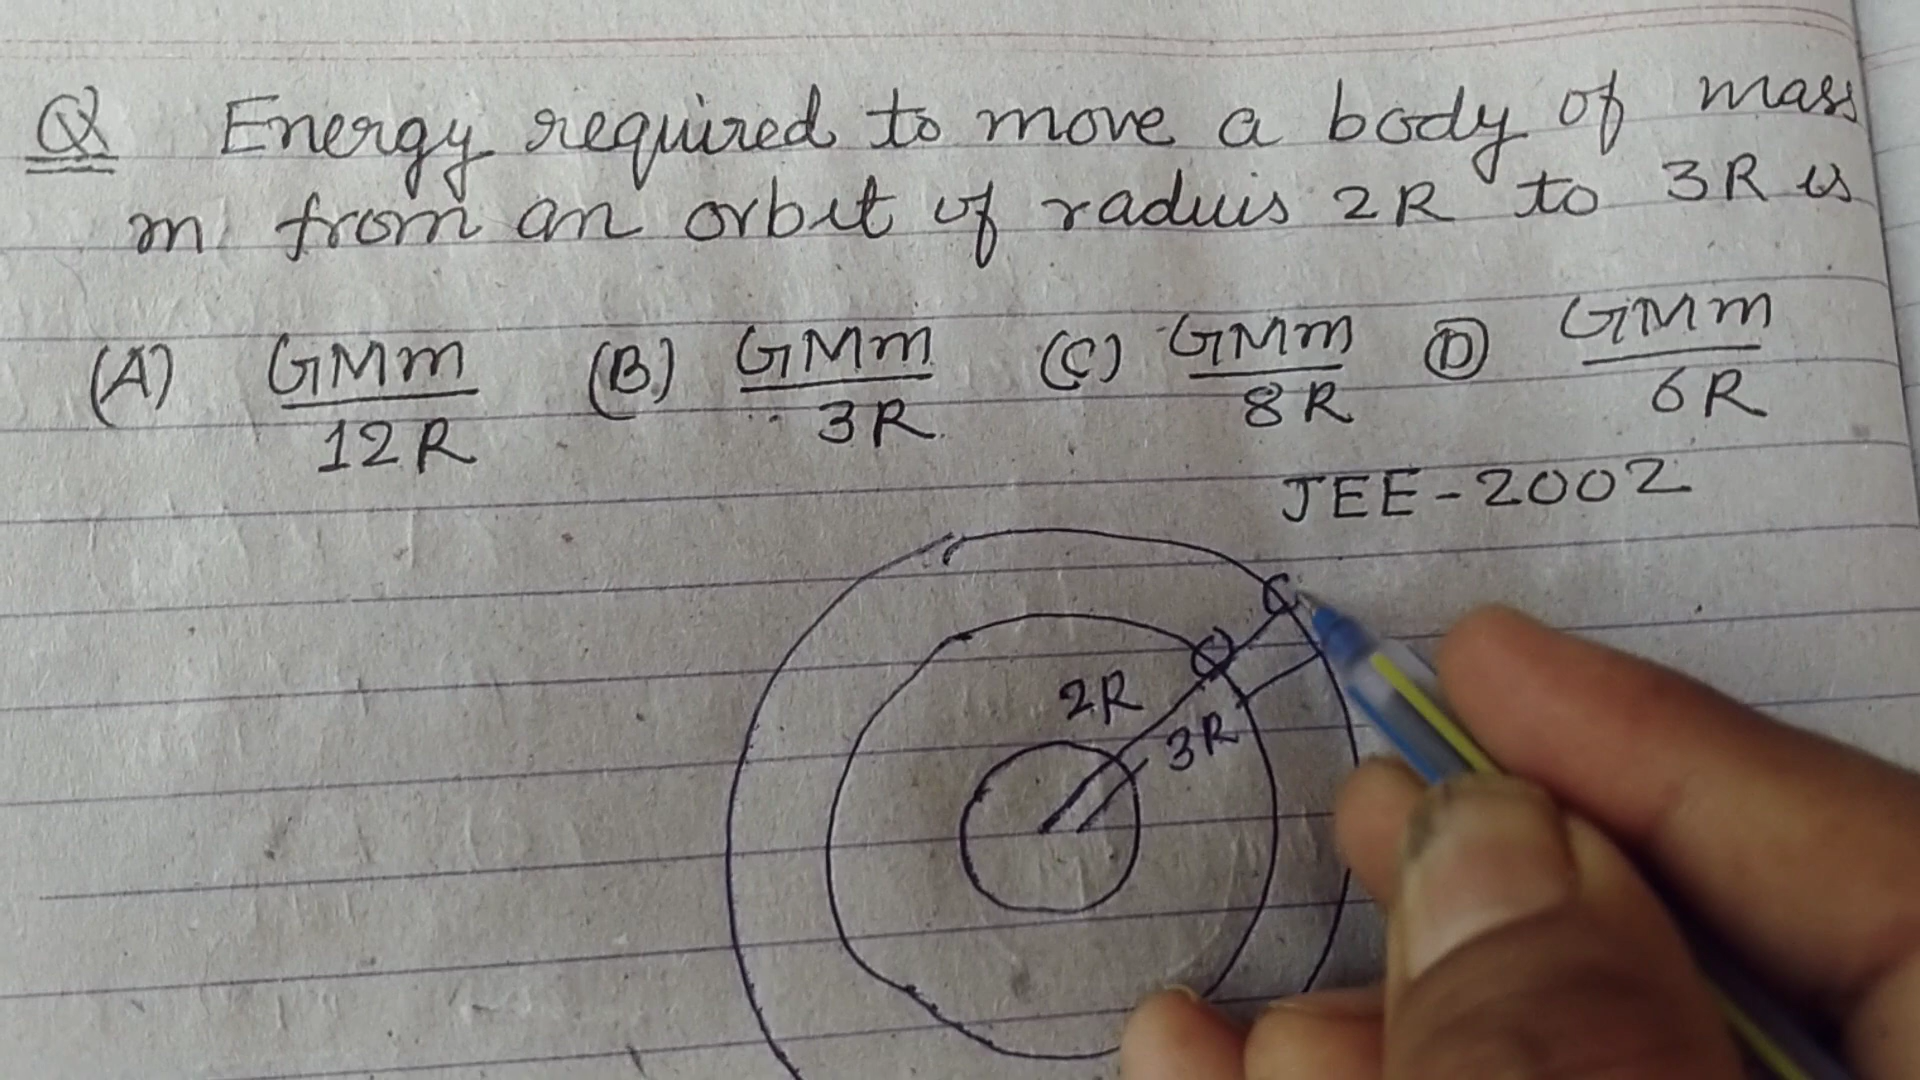 Q Energy required to move a body of mass
m from an orbit of raduis 2R to 3R is
(A) GMm/12R (B) GMm/3R (C) GMm/8R (D) GMm/6R
JEE-2002
2R
3R